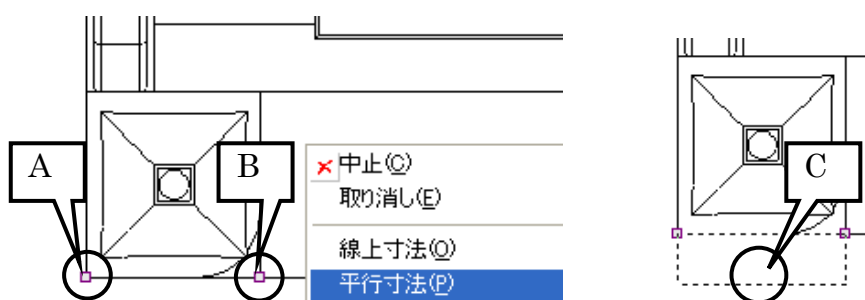 A
B
中止(C)
取り消し(E)
線上寸法(O)
平行寸法(P)
C